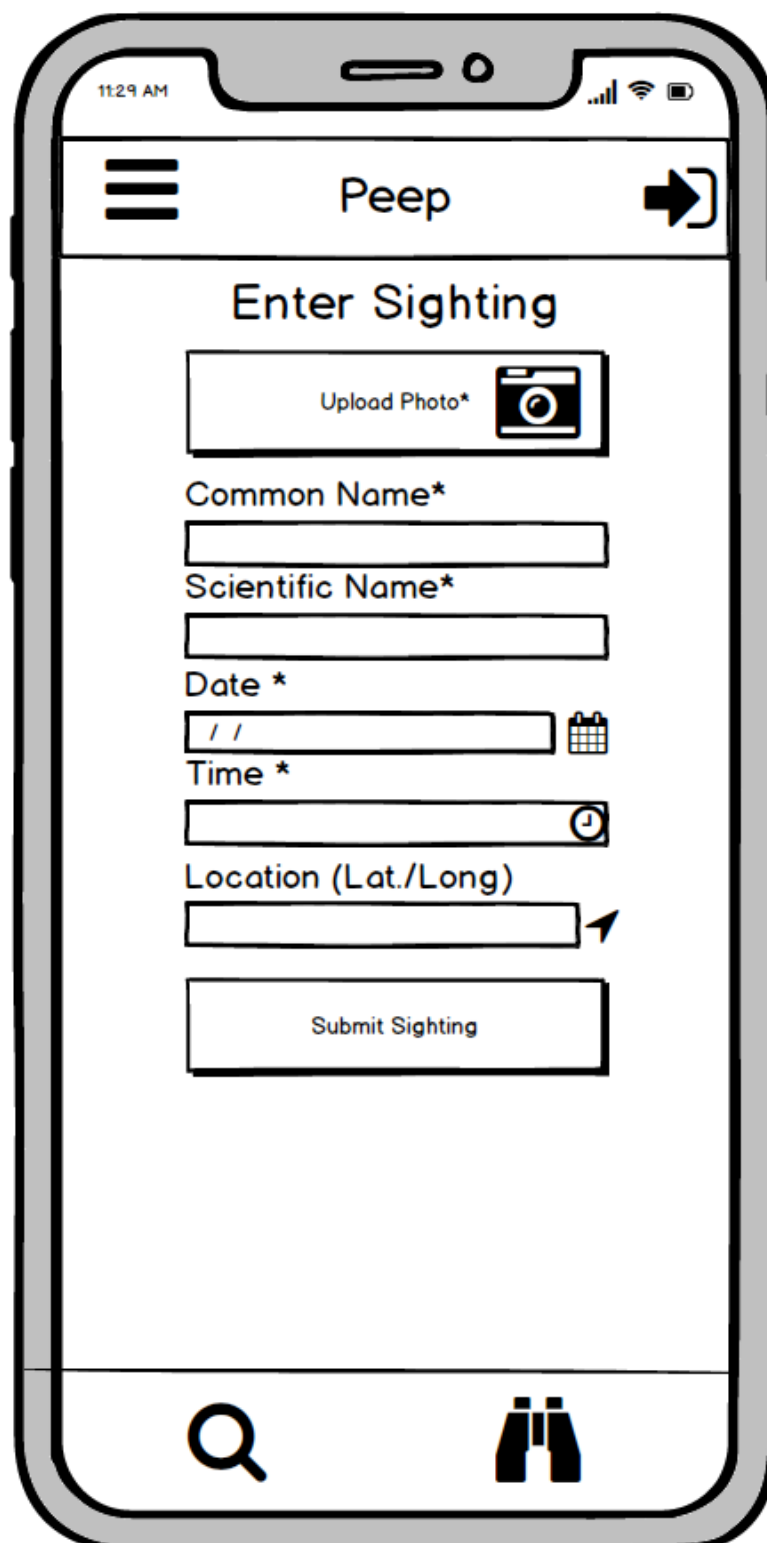 11:29 AM
Peep
Enter Sighting
Upload Photo*
Common Name*
Scientific Name*
Date *
/ /
Time *
Location (Lat./Long)
Submit Sighting